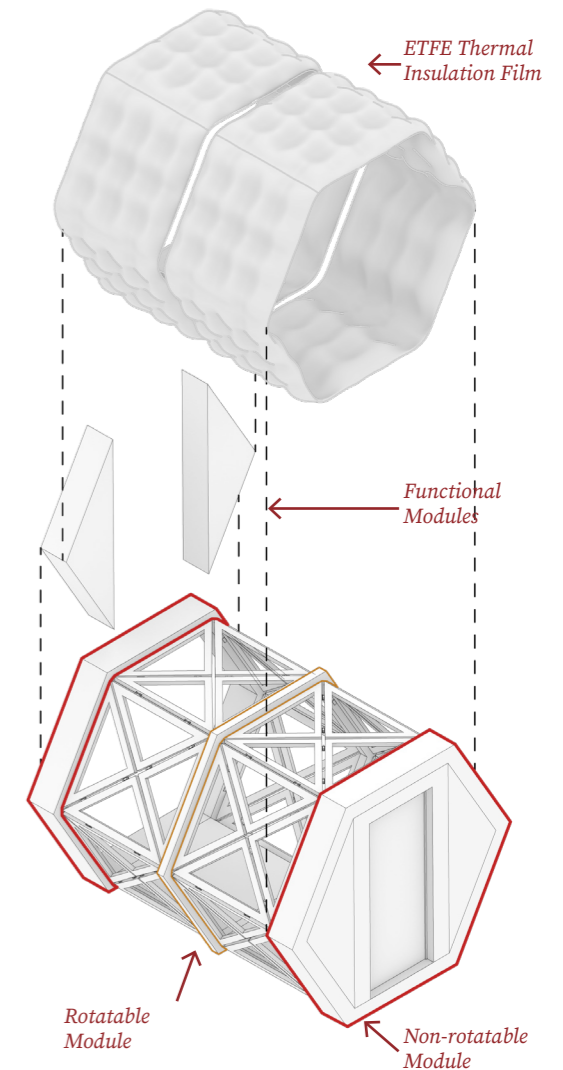 ETFE Thermal
Insulation Film
Functional
Modules
Rotatable
Module
Non-rotatable
Module